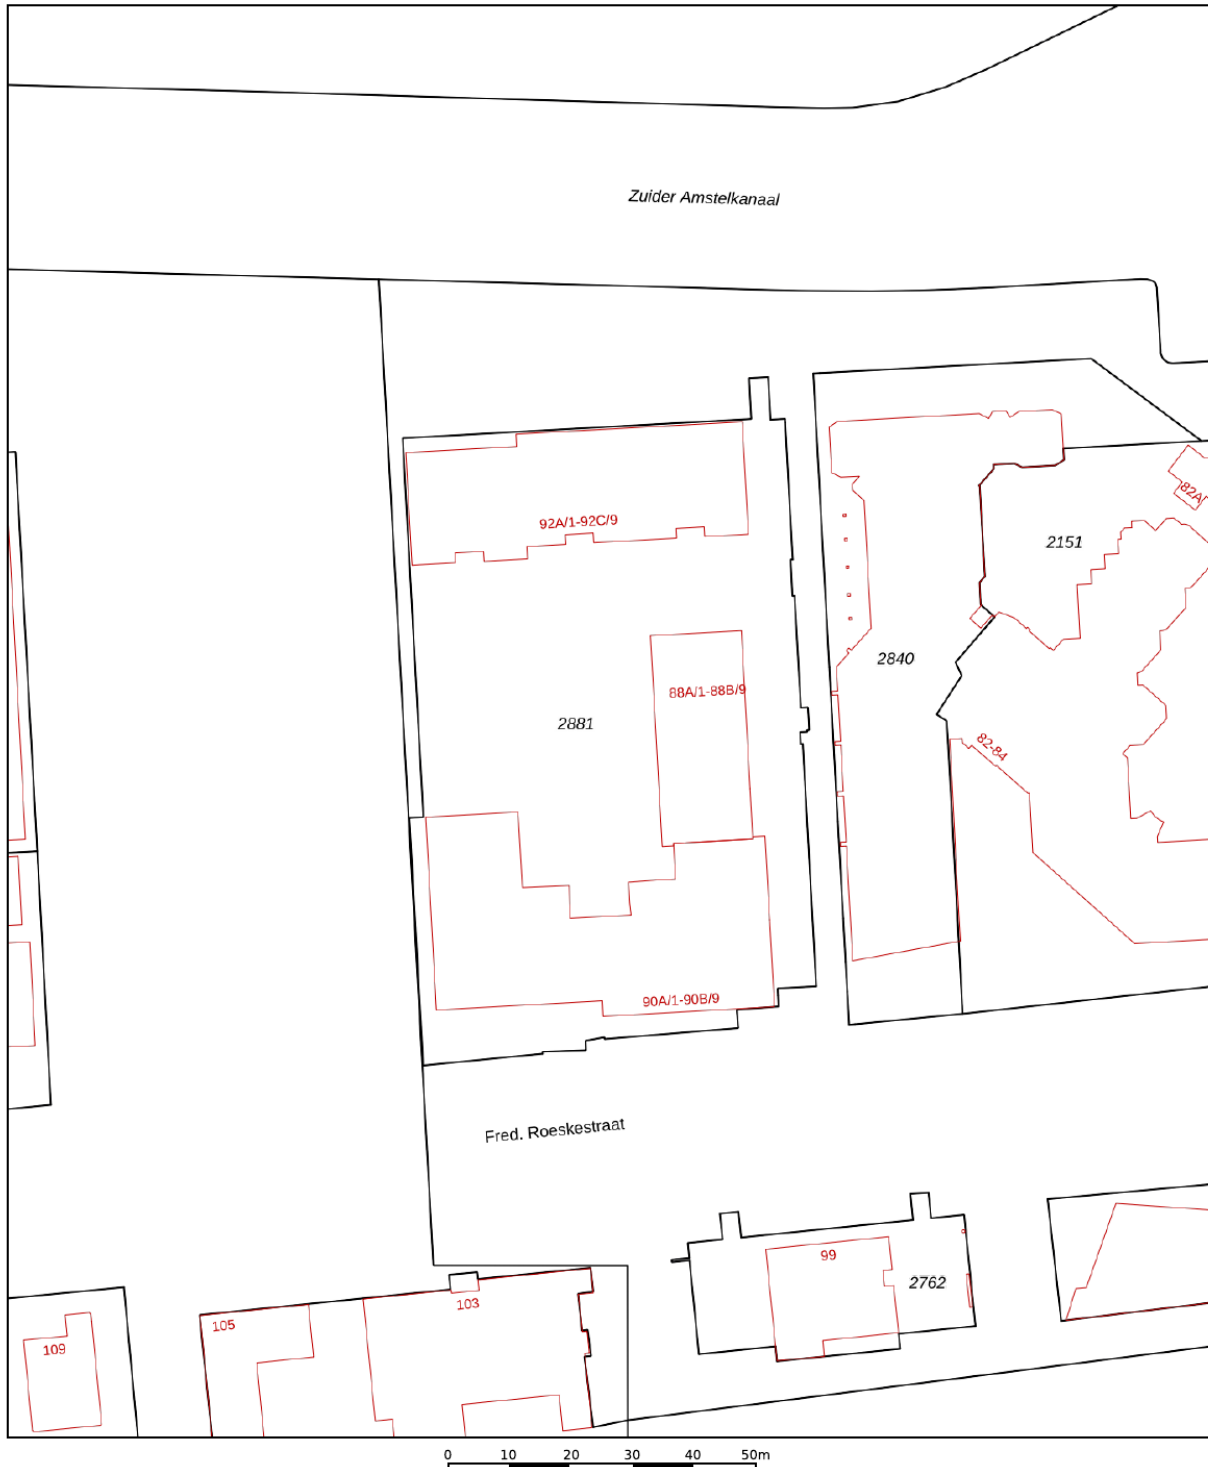 Zuider Amstelkanaal
92A/1-92C/9
82A
2151
2840
88A/1-88B/9
2881
82-84
90A/1-90B/9
Fred. Roeskestraat
99
2762
103
105
109
0 10 20 30 40 50m